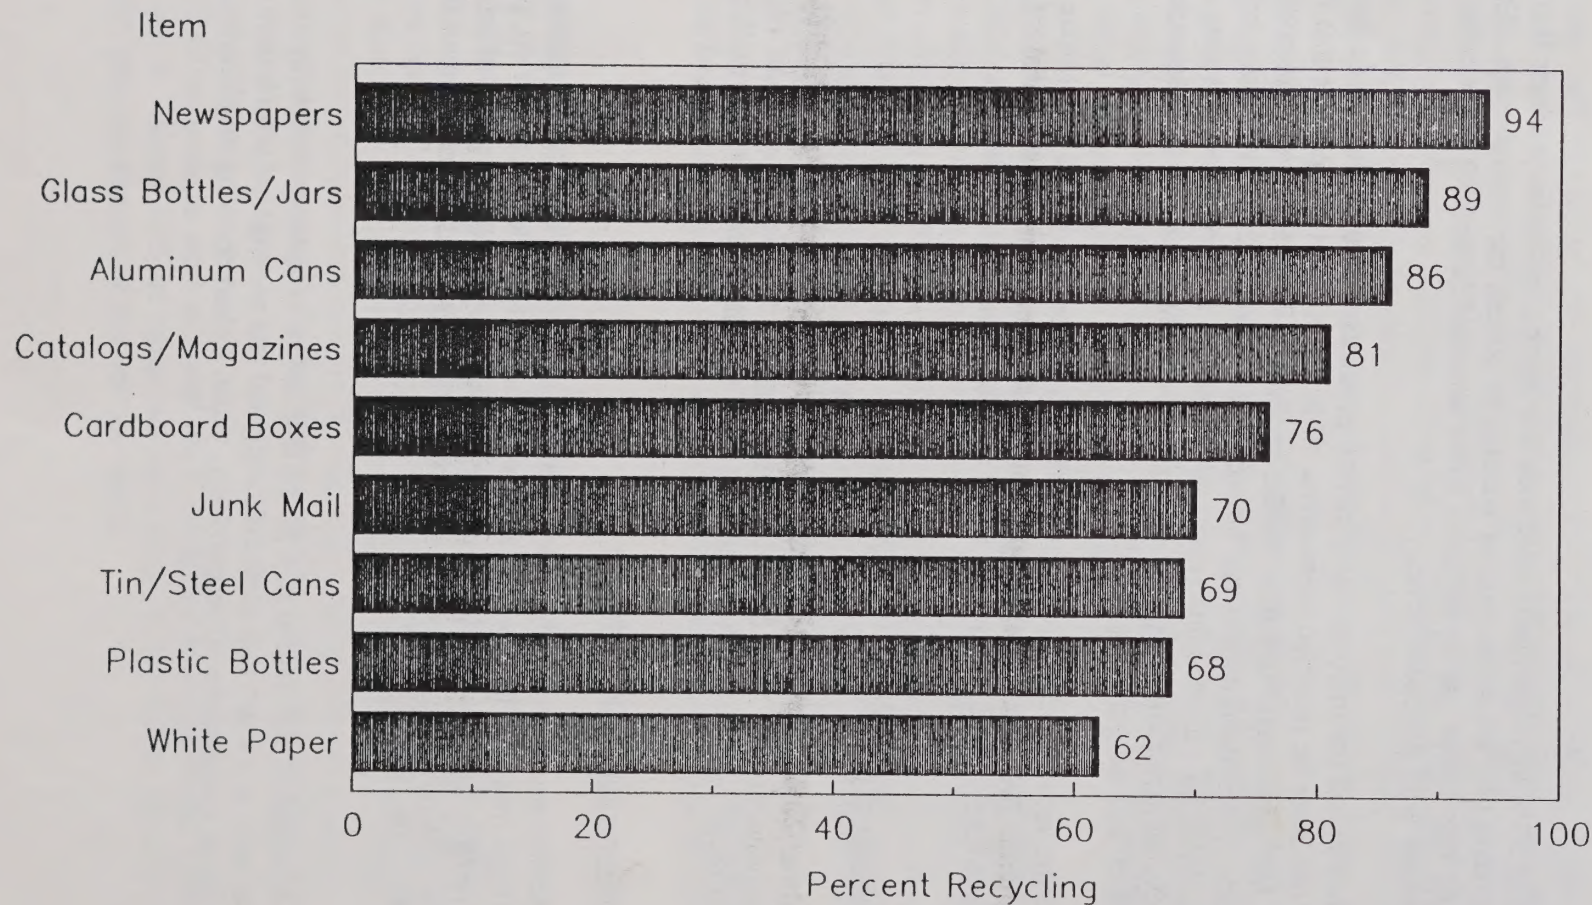 Item
Newspapers 94
Glass Bottles/Jars 89
Aluminum Cans 86
Catalogs/Magazines 81
Cardboard Boxes 76
Junk Mail 70
Tin/Steel Cans 69
Plastic Bottles 68
White Paper 62
0 20 40 60 80 100
Percent Recycling